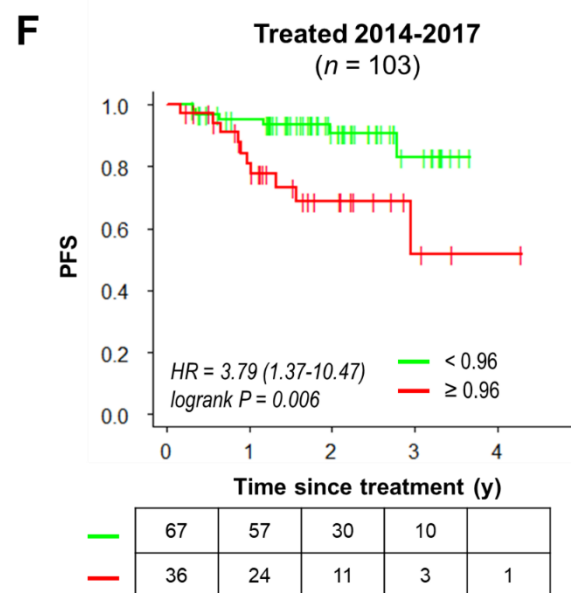 F
Treated 2014-2017
(n = 103)
1.0
0.8
0.6
0.4
0.2
0.0
PFS
HR = 3.79 (1.37-10.47)
logrank P = 0.006
< 0.96
≥ 0.96
0 1 2 3 4
Time since treatment (y)
67 57 30 10
36 24 11 3 1